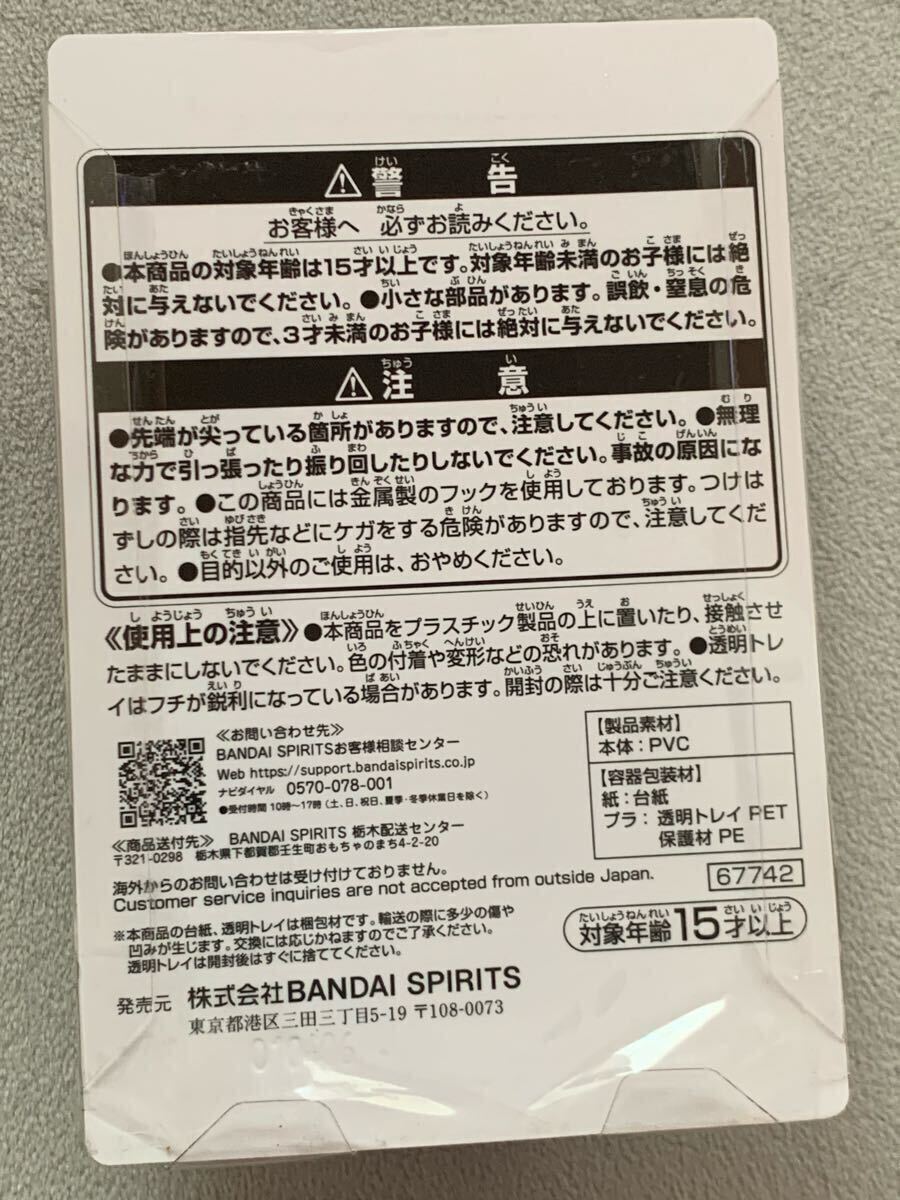 ⚠警告
お客様へ 必ずお読みください。
●本商品の対象年齢は15才以上です。対象年齢未満のお子様には絶
対に与えないでください。●小さな部品があります。誤飲・窒息の危
険がありますので、3才未満のお子様には絶対に与えないでください。
⚠注意
●先端が尖っている箇所がありますので、注意してください。●無理
な力で引っ張ったり振り回したりしないでください。事故の原因にな
ります。●この商品には金属製のフックを使用しております。つけは
ずしの際は指先などにケガをする危険がありますので、注意してくだ
さい。●目的以外のご使用は、おやめください。
《使用上の注意》●本商品をプラスチック製品の上に置いたり、接触させ
たままにしないでください。色の付着や変形などの恐れがあります。●透明トレ
イはフチが鋭利になっている場合があります。開封の際は十分ご注意ください。
≪お問い合わせ先≫
BANDAI SPIRITSお客様相談センター
Web https://support.bandaispirits.co.jp
ナビダイヤル 0570-078-001
●受付時間 10時〜17時(土、日、祝日、夏季・冬季休業日を除く)
≪商品送付先≫ BANDAI SPIRITS 栃木配送センター
〒321-0298 栃木県下都賀郡壬生町おもちゃのまち4-2-20
【製品素材】
本体:PVC
【容器包装材】
紙:台紙
プラ:透明トレイ PET
保護材 PE
海外からのお問い合わせは受け付けておりません。
Customer service inquiries are not accepted from outside Japan.
67742
※本商品の台紙、透明トレイは梱包材です。輸送の際に多少の傷や
凹みが生じます。交換には応じかねますのでご了承ください。
透明トレイは開封後はすぐに捨ててください。
対象年齢15才以上
発売元 株式会社BANDAI SPIRITS
東京都港区三田三丁目5-19 〒108-0073